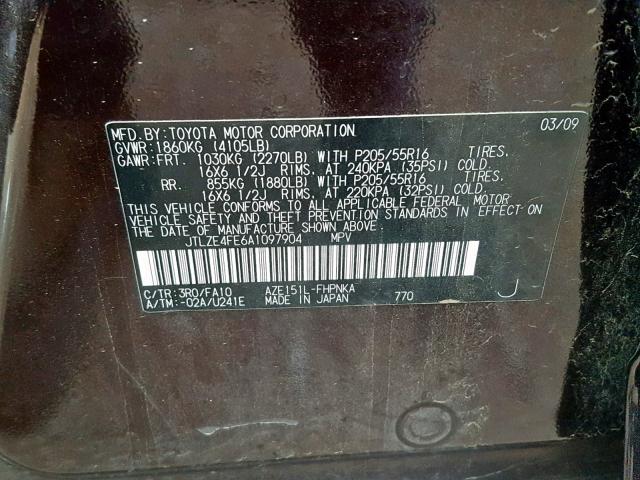 MFD. BY: TOYOTA MOTOR CORPORATION 03/09
GVWR: 1860KG (4105LB)
GAWR: FRT. 1030KG (2270LB) WITH P205/55R16 TIRES.
16X6 1/2J RIMS, AT 240KPA (35PSI) COLD.
RR. 855KG (1880LB) WITH P205/55R16 TIRES.
16X6 1/2J RIMS, AT 220KPA (32PSI) COLD.
THIS VEHICLE CONFORMS TO ALL APPLICABLE FEDERAL MOTOR
VEHICLE SAFETY AND THEFT PREVENTION STANDARDS IN EFFECT
ON THE DATE OF MANUFACTURE SHOWN ABOVE.
JTLZE4FE6A1097904 MPV
C/TR: 3R0/FA10 AZE151L-FHPNKA
A/TM: -02A/U241E MADE IN JAPAN 770 J